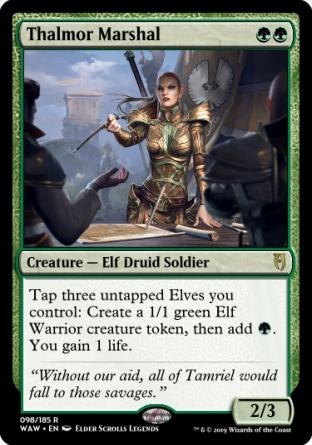 Thalmor Marshal
Creature — Elf Druid Soldier
Tap three untapped Elves you
control: Create a 1/1 green Elf
Warrior creature token, then add
You gain 1 life.
“Without our aid, all of Tamriel would
fall to those savages.”
2/3
098/185 R
WAW • EN ELDER SCROLLS LEGENDS
™ & © 2019 Wizards of the Coast